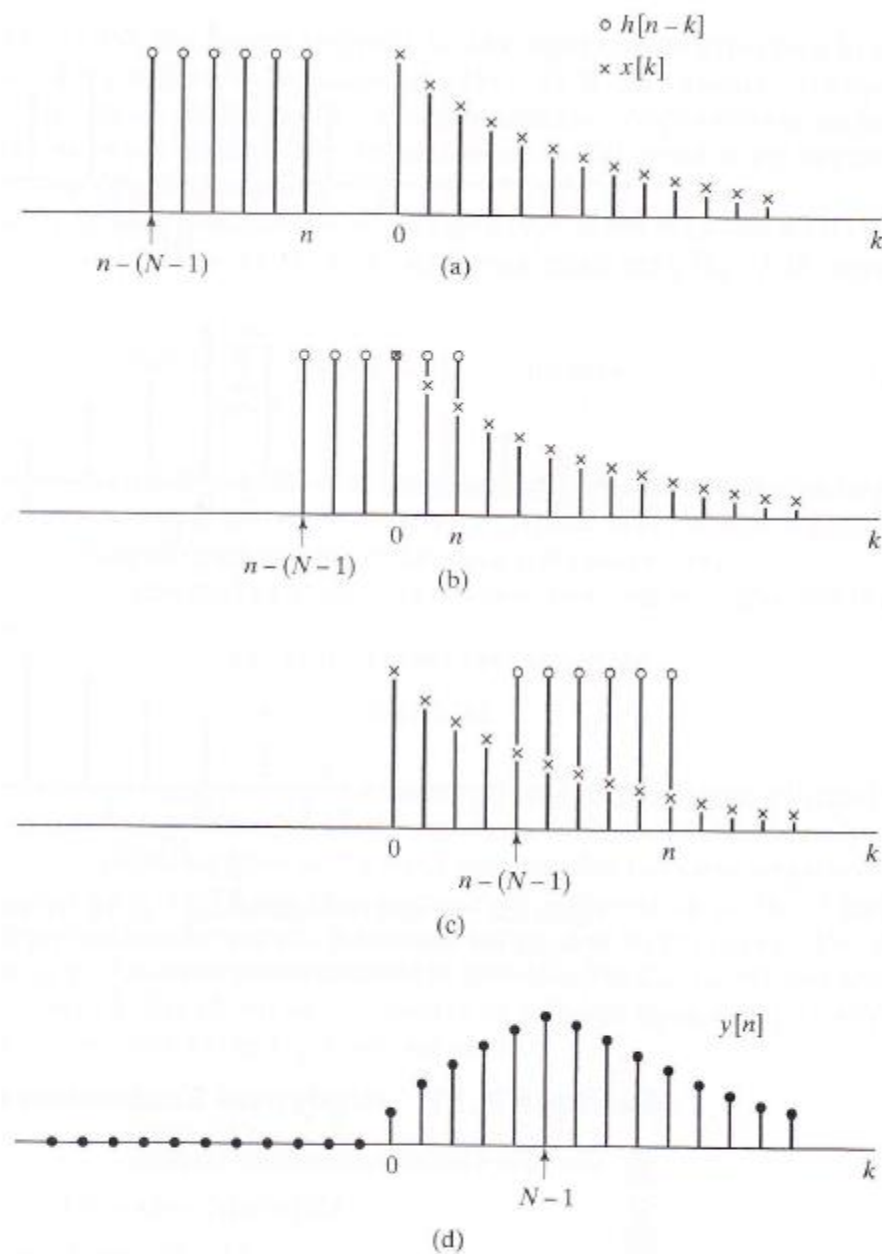 h[n – k]
x[k]
n 0 k
n – (N – 1)
(a)
0 n k
n – (N – 1)
(b)
0 n k
n – (N – 1)
(c)
y[n]
0 k
N – 1
(d)